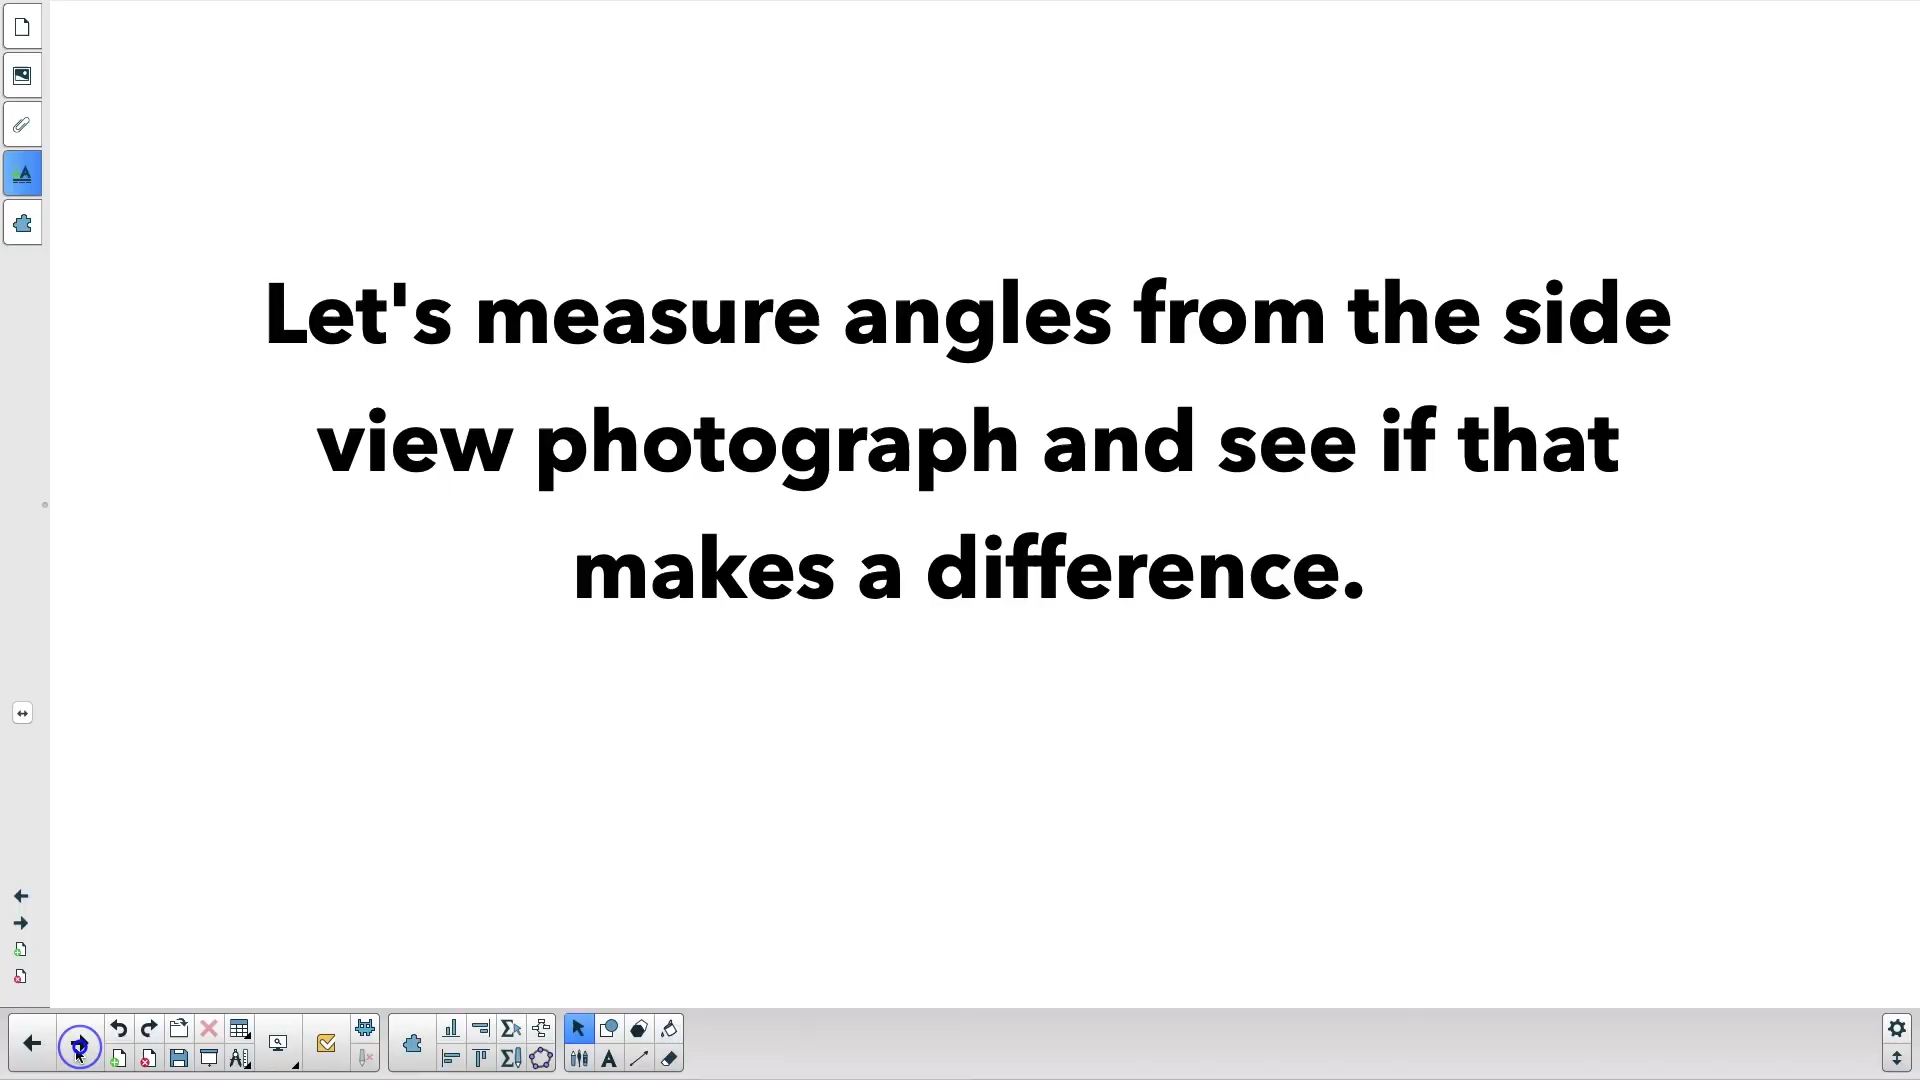 Let's measure angles from the side
view photograph and see if that
makes a difference.